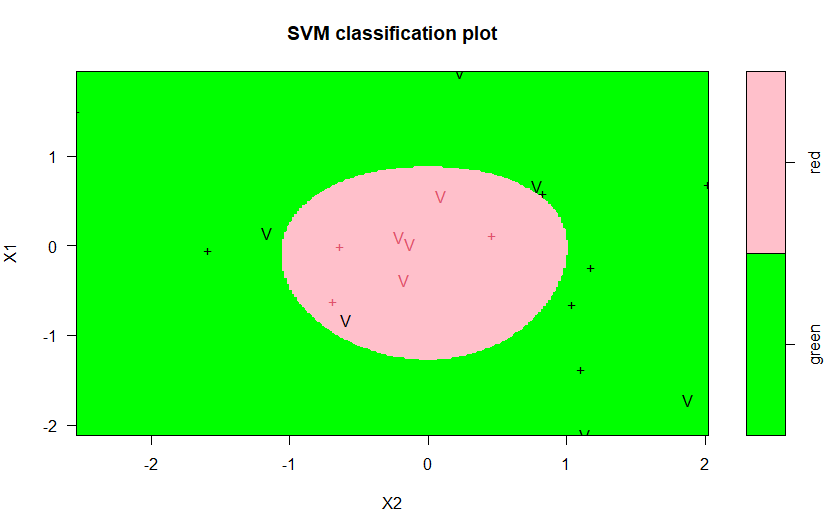 SVM classification plot
V
1
V
V
V
V
V
0
V
V
-1
V
V
V
-2
-2
-1
0
1
2
X2
X1
red
green